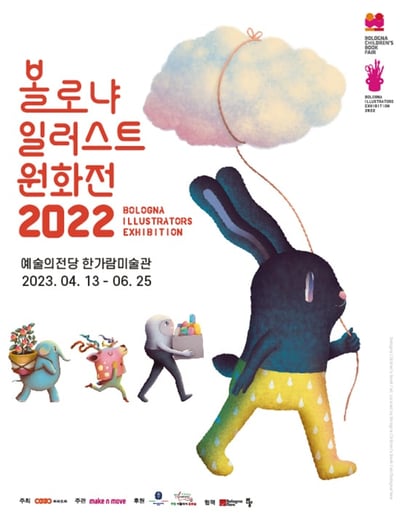 볼로냐
일러스트
원화전
2022
BOLOGNA
ILLUSTRATORS
EXHIBITION
예술의전당 한가람미술관
2023. 04. 13 - 06. 25
BOLOGNA
CHILDREN'S
BOOK
FAIR
BOLOGNA
ILLUSTRATORS
EXHIBITION
2022
주최
주관 make n move
후원
협력 Bologna